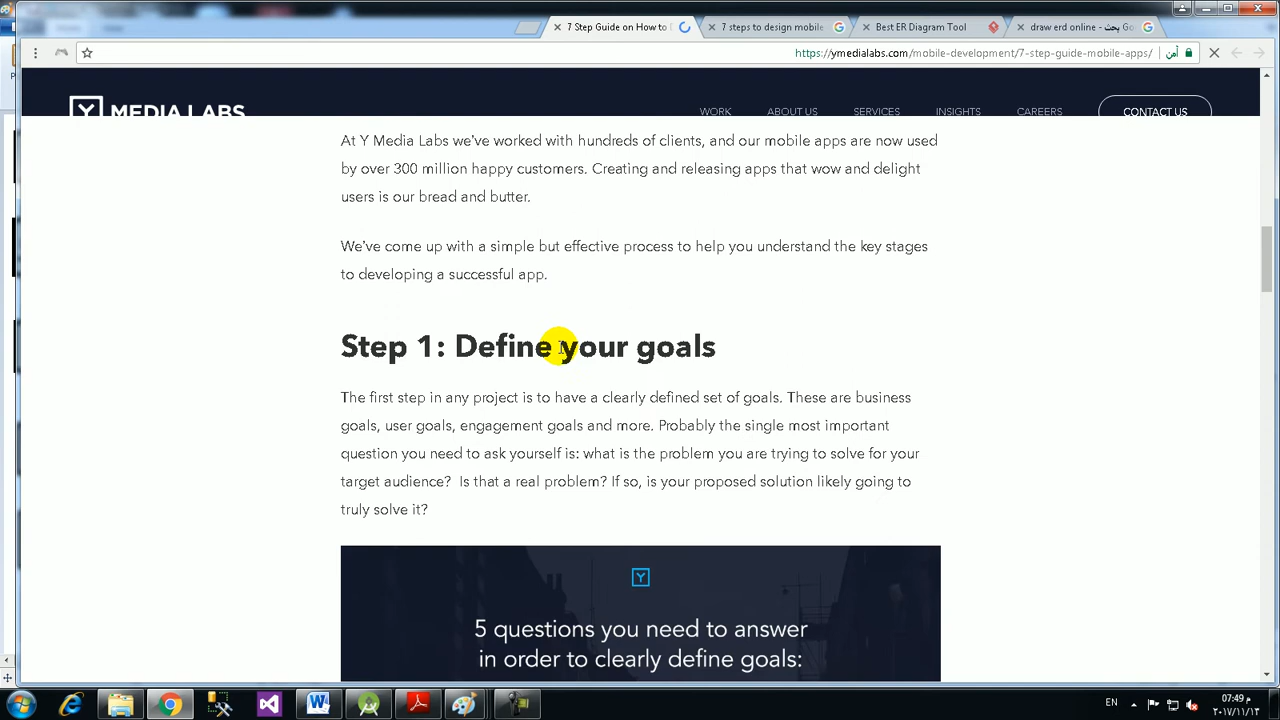 7 Step Guide on How to
7 steps to design mobile
Best ER Diagram Tool
draw erd online - بحث Go
https://ymedialabs.com/mobile-development/7-step-guide-mobile-apps/
آمن
Y MEDIA LABS
WORK
ABOUT US
SERVICES
INSIGHTS
CAREERS
CONTACT US
At Y Media Labs we've worked with hundreds of clients, and our mobile apps are now used
by over 300 million happy customers. Creating and releasing apps that wow and delight
users is our bread and butter.
We've come up with a simple but effective process to help you understand the key stages
to developing a successful app.
Step 1: Define your goals
The first step in any project is to have a clearly defined set of goals. These are business
goals, user goals, engagement goals and more. Probably the single most important
question you need to ask yourself is: what is the problem you are trying to solve for your
target audience? Is that a real problem? If so, is your proposed solution likely going to
truly solve it?
Y
5 questions you need to answer
in order to clearly define goals:
EN
07:49 م
٢٠١٧/١١/١٣